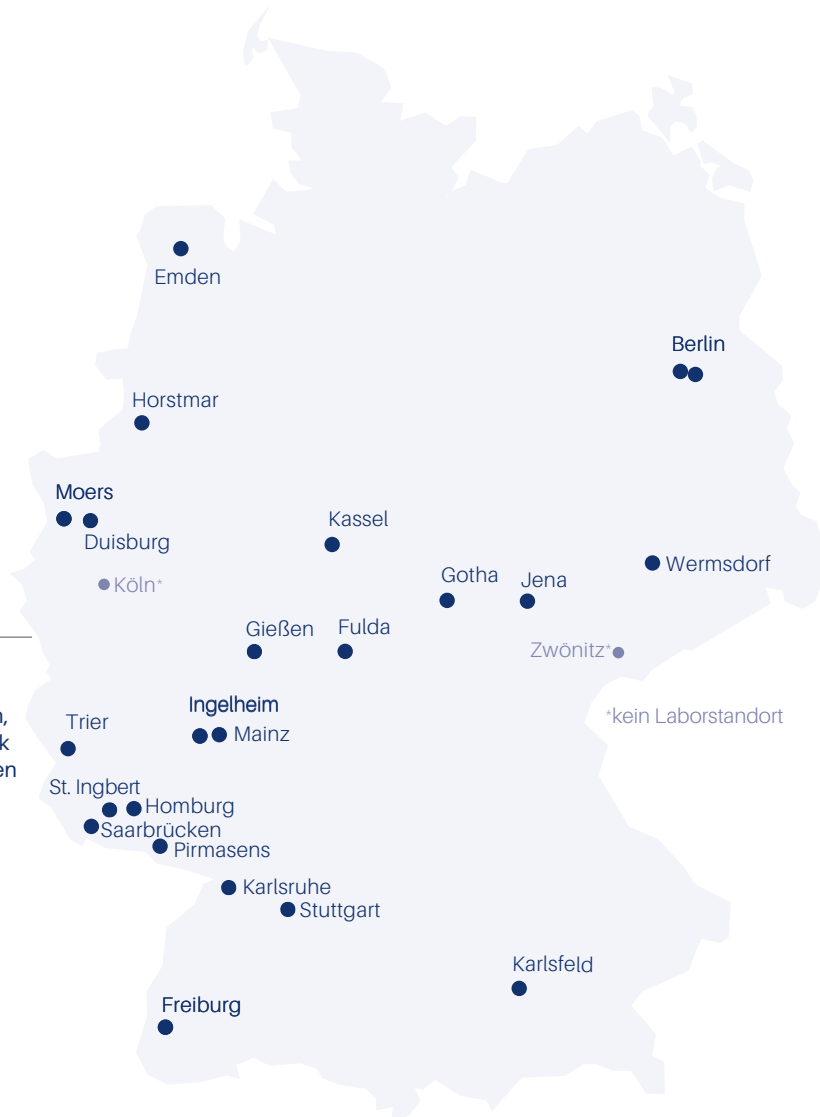 Emden
Berlin
Horstmar
Moers
Duisburg
Kassel
Köln*
Gotha
Jena
Wermsdorf
Gießen
Fulda
Zwönitz*
Ingelheim
Mainz
*kein Laborstandort
Trier
St. Ingbert
Homburg
Saarbrücken
Pirmasens
Karlsruhe
Stuttgart
Karlsfeld
Freiburg